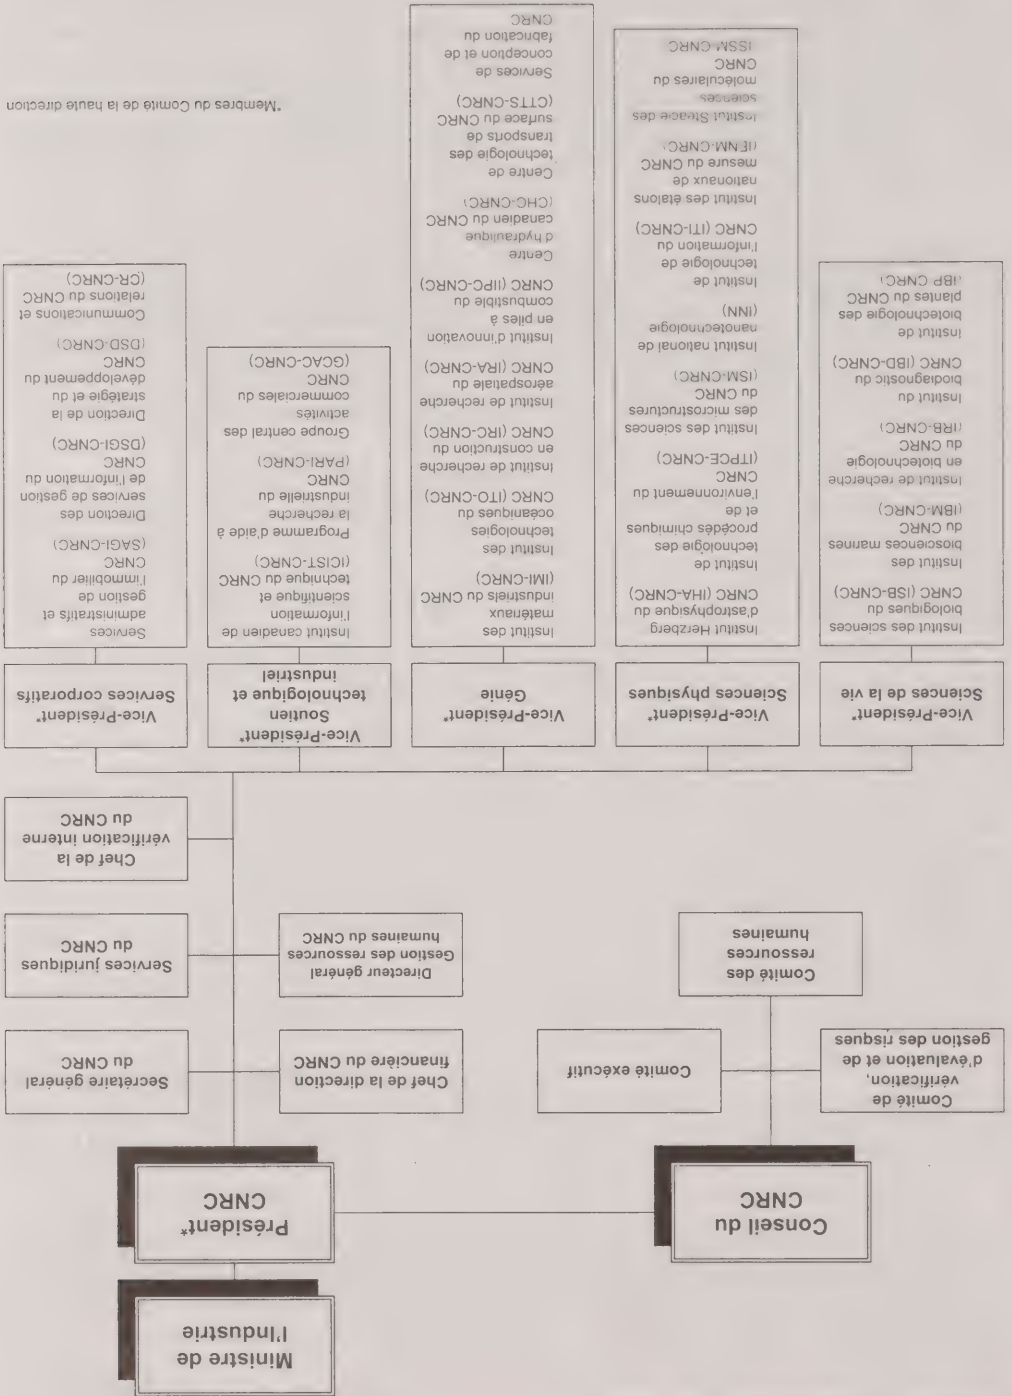 Ministre de
l'Industrie
Conseil du
CNRC
Président*
CNRC
Comité de
vérification,
d'évaluation et de
gestion des risques
Comité exécutif
Chef de la direction
financière du CNRC
Secrétaire général
du CNRC
Comité des
ressources
humaines
Directeur général
Gestion des ressources
humaines du CNRC
Services juridiques
du CNRC
Chef de la
vérification interne
du CNRC
Vice-Président*
Sciences de la vie
Institut des sciences
biologiques du
CNRC (ISB-CNRC)
Institut des
biosciences marines
du CNRC
(IBM-CNRC)
Institut de recherche
en biotechnologie
du CNRC
(IRB-CNRC)
Institut du
biodiagnostic du
CNRC (IBD-CNRC)
Institut de
biotechnologie des
plantes du CNRC
(IBP CNRC)
Vice-Président*
Sciences physiques
Institut Herzberg
d'astrophysique du
CNRC (IHA-CNRC)
Institut de
technologie des
procédés chimiques
et de
l'environnement du
CNRC
(ITPCE-CNRC)
Institut des sciences
des microstructures
du CNRC
(ISM-CNRC)
Institut national de
nanotechnologie
(INN)
Institut de
technologie de
l'information du
CNRC (ITI-CNRC)
Institut des étalons
nationaux de
mesure du CNRC
(IENM-CNRC)
Institut Steacie des
sciences
moléculaires du
CNRC
ISSM-CNRC
Vice-Président*
Génie
Institut des
matériaux
industriels du CNRC
(IMI-CNRC)
Institut des
technologies
océaniques du
CNRC (ITO-CNRC)
Institut de recherche
en construction du
CNRC (IRC-CNRC)
Institut de recherche
aérospatiale du
CNRC (IRA-CNRC)
Institut d'innovation
en piles à
combustible du
CNRC (IIPC-CNRC)
Centre
d'hydraulique
canadien du CNRC
(CHC-CNRC)
Centre de
technologie des
transports de
surface du CNRC
(CTTS-CNRC)
Services de
conception et de
fabrication du
CNRC
Vice-Président*
Soutien
technologique et
industriel
Institut canadien de
l'information
scientifique et
technique du CNRC
(ICIST-CNRC)
Programme d'aide à
la recherche
industrielle du
CNRC
(PARI-CNRC)
Groupe central des
activités
commerciales du
CNRC
(GCAC-CNRC)
Vice-Président*
Services corporatifs
Services
administratifs et
gestion de
l'immobilier du
CNRC
(SAGI-CNRC)
Direction des
services de gestion
de l'information du
CNRC
(DSGI-CNRC)
Direction de la
stratégie et du
développement du
CNRC
(DSD-CNRC)
Communications et
relations du CNRC
(CR-CNRC)
*Membres du Comité de la haute direction